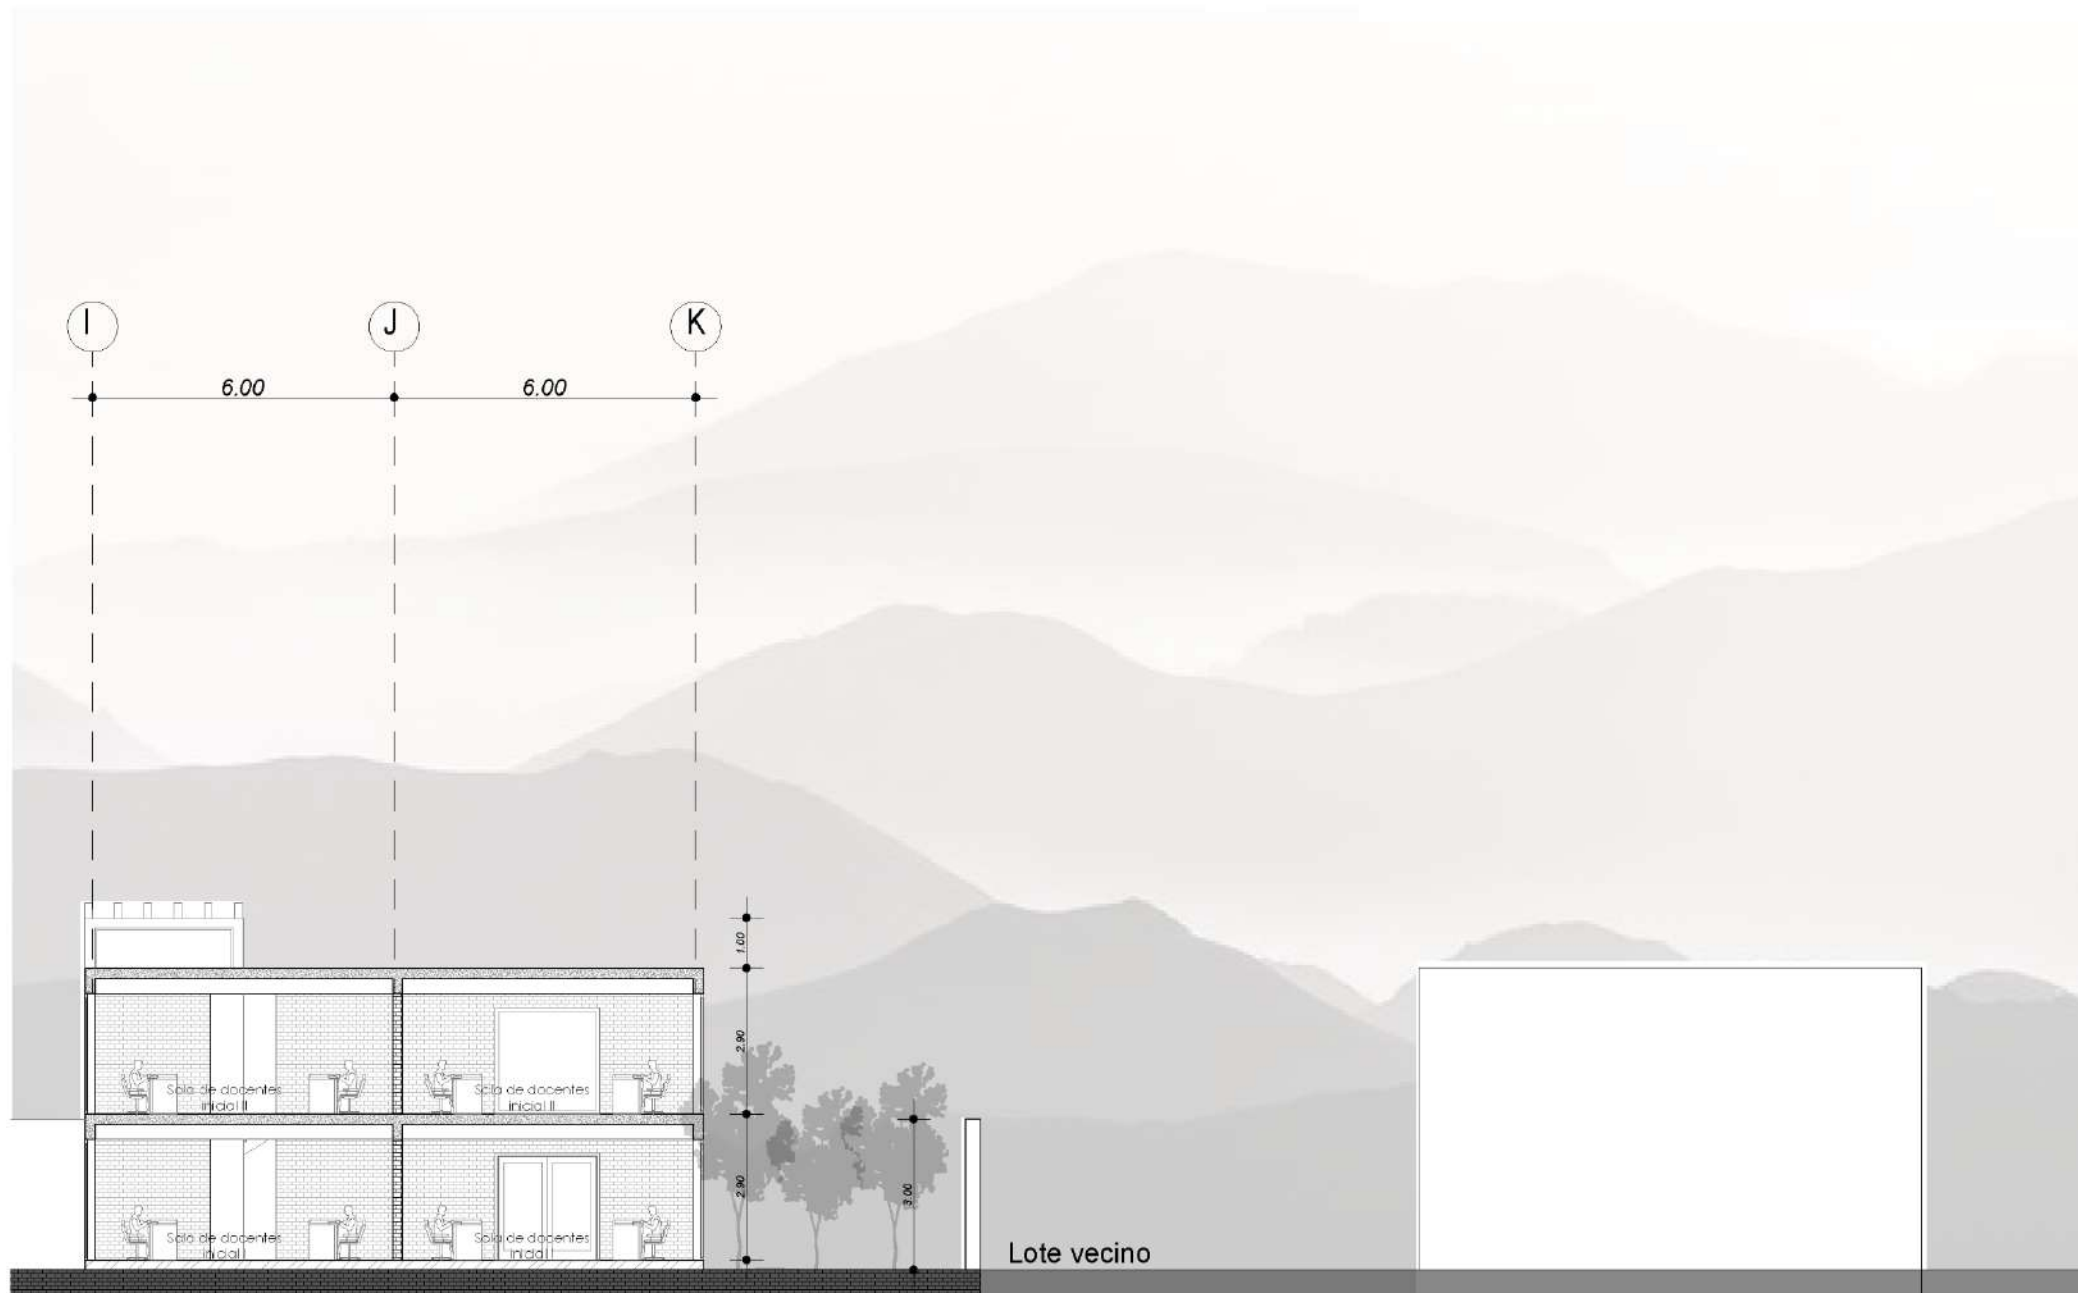 I
J
K
6.00
6.00
1.00
2.90
2.90
3.00
Sala de docentes
inicial II
Sala de docentes
inicial II
Sala de docentes
inicial I
Sala de docentes
inicial I
Lote vecino